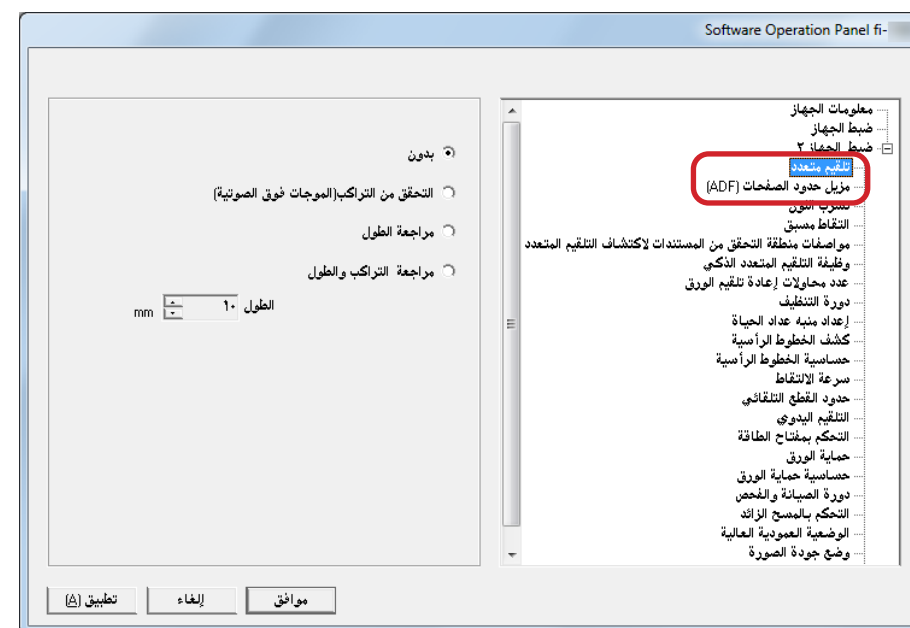 Software Operation Panel fi-
معلومات الجهاز
ضبط الجهاز
ضبط الجهاز ٢
تلقيم متعدد
مزيل حدود الصفحات (ADF)
تسرب اللون
التقاط مسبق
مواصفات منطقة التحقق من المستندات لاكتشاف التلقيم المتعدد
وظيفة التلقيم المتعدد الذكي
عدد محاولات إعادة تلقيم الورق
دورة التنظيف
إعداد منبه عداد الحياة
كشف الخطوط الرأسية
حساسية الخطوط الرأسية
سرعة الالتقاط
حدود القطع التلقائي
التلقيم اليدوي
التحكم بمفتاح الطاقة
حماية الورق
حساسية حماية الورق
دورة الصيانة والفحص
التحكم بالمسح الزائد
الوضعية العمودية العالية
وضع جودة الصورة
بدون
التحقق من التراكب(الموجات فوق الصوتية)
مراجعة الطول
مراجعة التراكب والطول
الطول ١٠ mm
موافق إلغاء تطبيق (A)